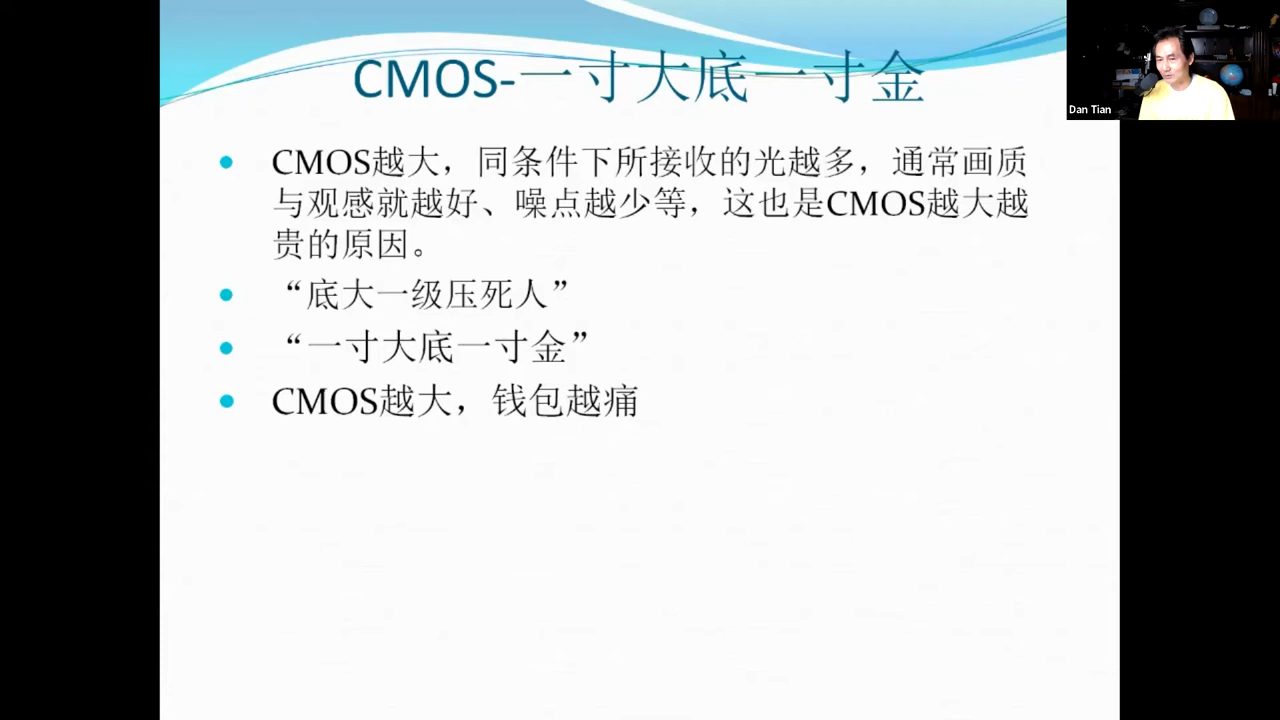 CMOS-一寸大底一寸金
CMOS越大，同条件下所接收的光越多，通常画质
与观感就越好、噪点越少等，这也是CMOS越大越
贵的原因。
“底大一级压死人”
“一寸大底一寸金”
CMOS越大，钱包越痛
Dan Tian